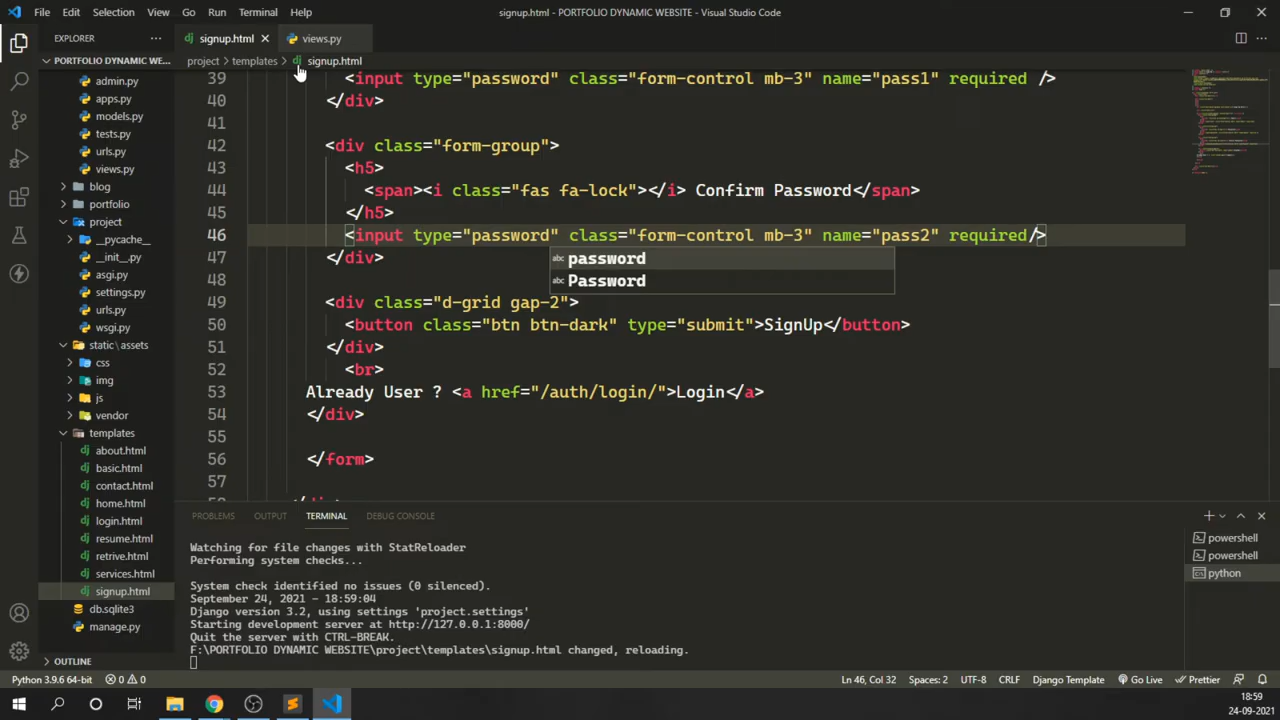 File Edit Selection View Go Run Terminal Help
signup.html - PORTFOLIO DYNAMIC WEBSITE - Visual Studio Code
EXPLORER
PORTFOLIO DYNAMIC WE...
admin.py
apps.py
models.py
tests.py
urls.py
views.py
blog
portfolio
project
__pycache__
__init__.py
asgi.py
settings.py
urls.py
wsgi.py
static\assets
css
img
js
vendor
templates
about.html
basic.html
contact.html
home.html
login.html
resume.html
retrive.html
services.html
signup.html
db.sqlite3
manage.py
OUTLINE
signup.html views.py
project > templates > signup.html
39 <input type="password" class="form-control mb-3" name="pass1" required />
40 </div>
41
42 <div class="form-group">
43 <h5>
44 <span><i class="fas fa-lock"></i> Confirm Password</span>
45 </h5>
46 <input type="password" class="form-control mb-3" name="pass2" required/>
47 </div>
abc password
abc Password
48
49 <div class="d-grid gap-2">
50 <button class="btn btn-dark" type="submit">SignUp</button>
51 </div>
52 <br>
53 Already User ? <a href="/auth/login/">Login</a>
54 </div>
55
56 </form>
57
PROBLEMS OUTPUT TERMINAL DEBUG CONSOLE
Watching for file changes with StatReloader
Performing system checks...
System check identified no issues (0 silenced).
September 24, 2021 - 18:59:04
Django version 3.2, using settings 'project.settings'
Starting development server at http://127.0.0.1:8000/
Quit the server with CTRL-BREAK.
F:\PORTFOLIO DYNAMIC WEBSITE\project\templates\signup.html changed, reloading.
powershell
powershell
python
Python 3.9.6 64-bit 0 0 Ln 46, Col 32 Spaces: 2 UTF-8 CRLF Django Template Go Live Prettier
18:59
24-09-2021